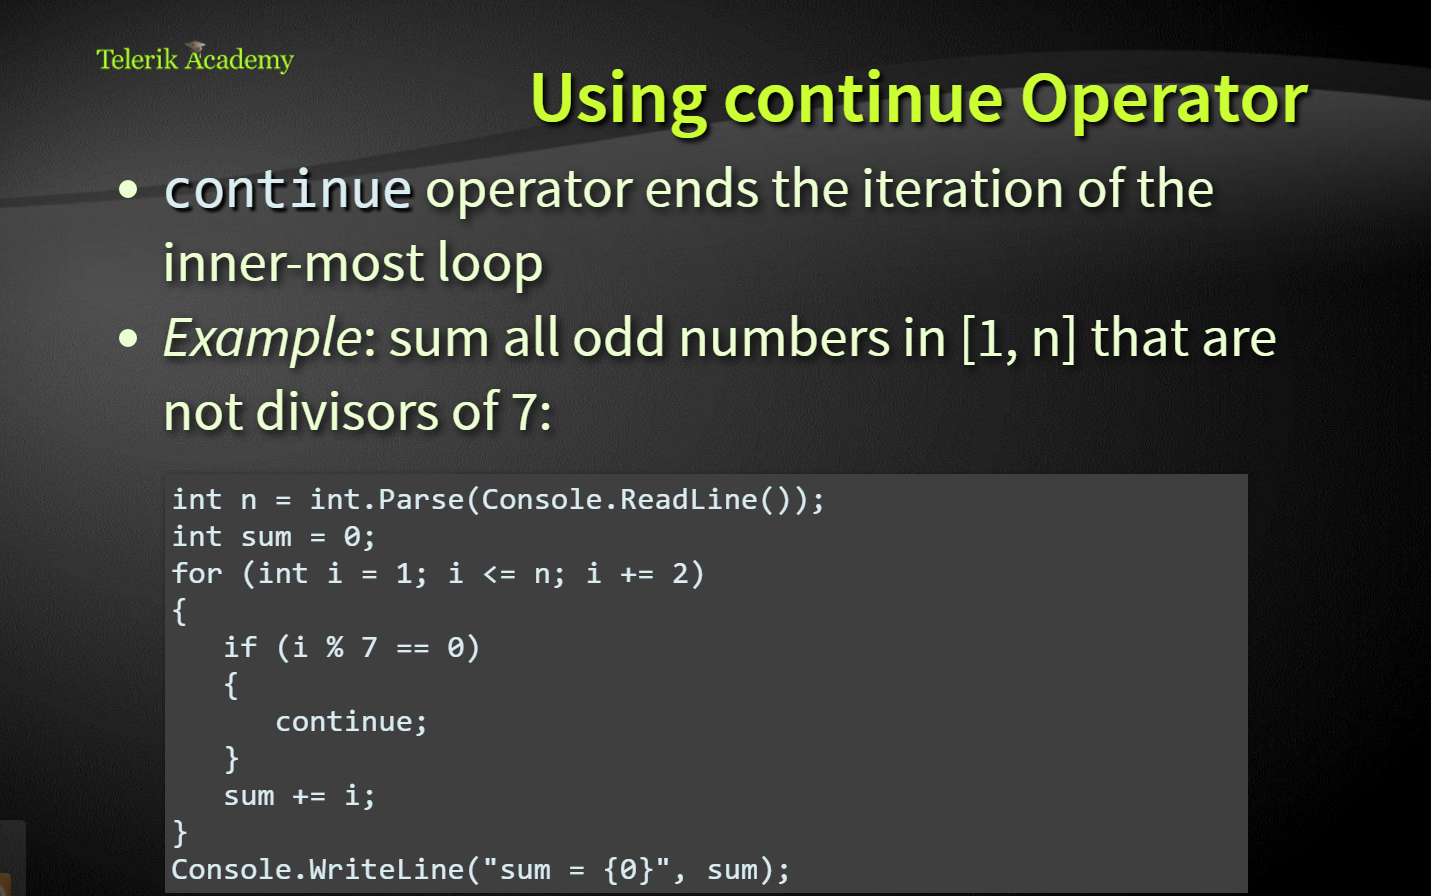 Telerik Academy
Using continue Operator
• continue operator ends the iteration of the
inner-most loop
• Example: sum all odd numbers in [1, n] that are
not divisors of 7:
int n = int.Parse(Console.ReadLine());
int sum = 0;
for (int i = 1; i <= n; i += 2)
{
   if (i % 7 == 0)
   {
      continue;
   }
   sum += i;
}
Console.WriteLine("sum = {0}", sum);